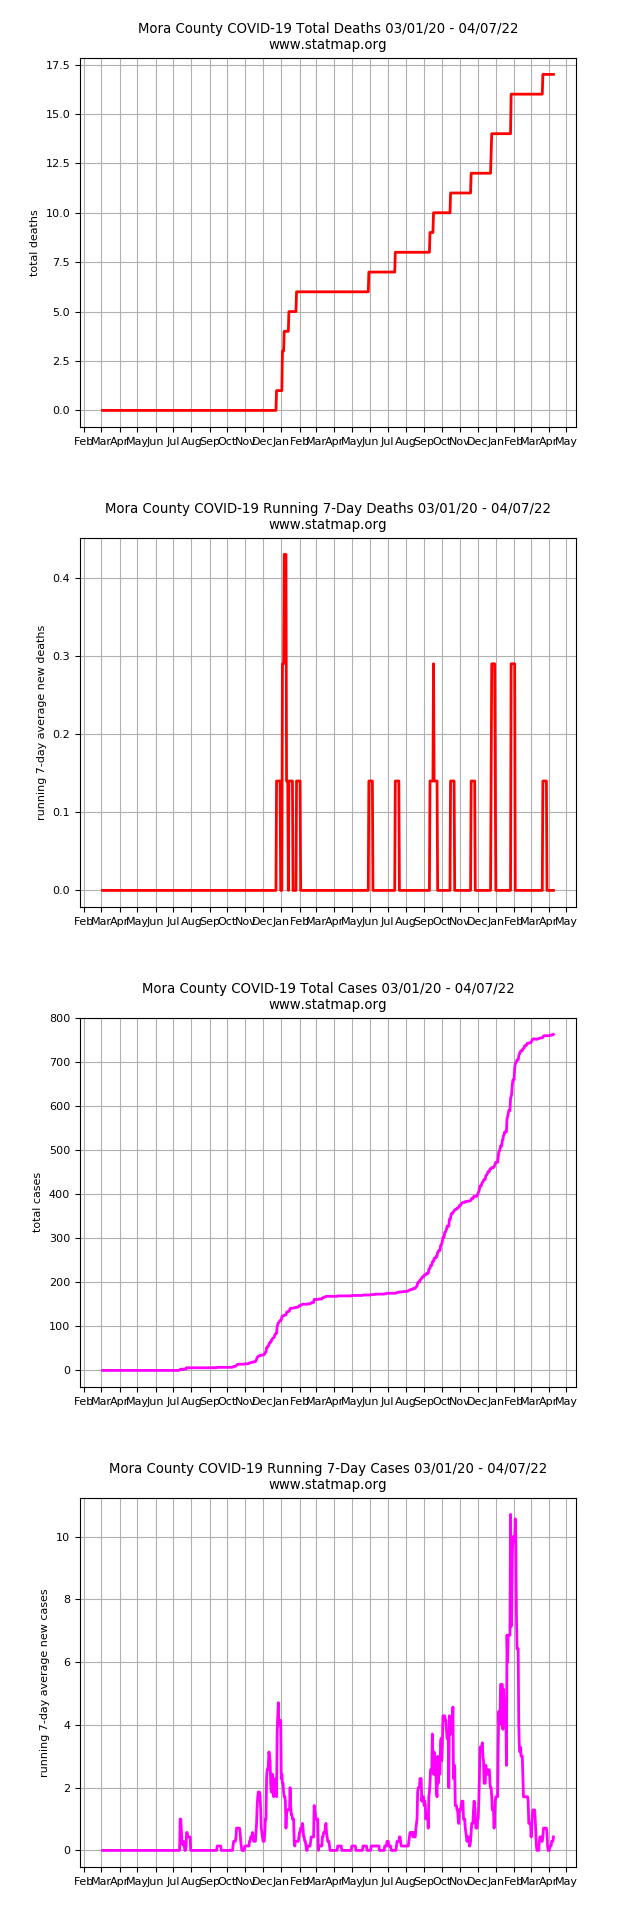 Mora County COVID-19 Total Deaths 03/01/20 - 04/07/22
www.statmap.org
17.5
15.0
12.5
10.0
7.5
5.0
2.5
0.0
total deaths
Feb Mar Apr May Jun Jul Aug Sep Oct Nov Dec Jan Feb Mar Apr May Jun Jul Aug Sep Oct Nov Dec Jan Feb Mar Apr May
Mora County COVID-19 Running 7-Day Deaths 03/01/20 - 04/07/22
www.statmap.org
0.4
0.3
0.2
0.1
0.0
running 7-day average new deaths
Feb Mar Apr May Jun Jul Aug Sep Oct Nov Dec Jan Feb Mar Apr May Jun Jul Aug Sep Oct Nov Dec Jan Feb Mar Apr May
Mora County COVID-19 Total Cases 03/01/20 - 04/07/22
www.statmap.org
800
700
600
500
400
300
200
100
0
total cases
Feb Mar Apr May Jun Jul Aug Sep Oct Nov Dec Jan Feb Mar Apr May Jun Jul Aug Sep Oct Nov Dec Jan Feb Mar Apr May
Mora County COVID-19 Running 7-Day Cases 03/01/20 - 04/07/22
www.statmap.org
10
8
6
4
2
0
running 7-day average new cases
Feb Mar Apr May Jun Jul Aug Sep Oct Nov Dec Jan Feb Mar Apr May Jun Jul Aug Sep Oct Nov Dec Jan Feb Mar Apr May